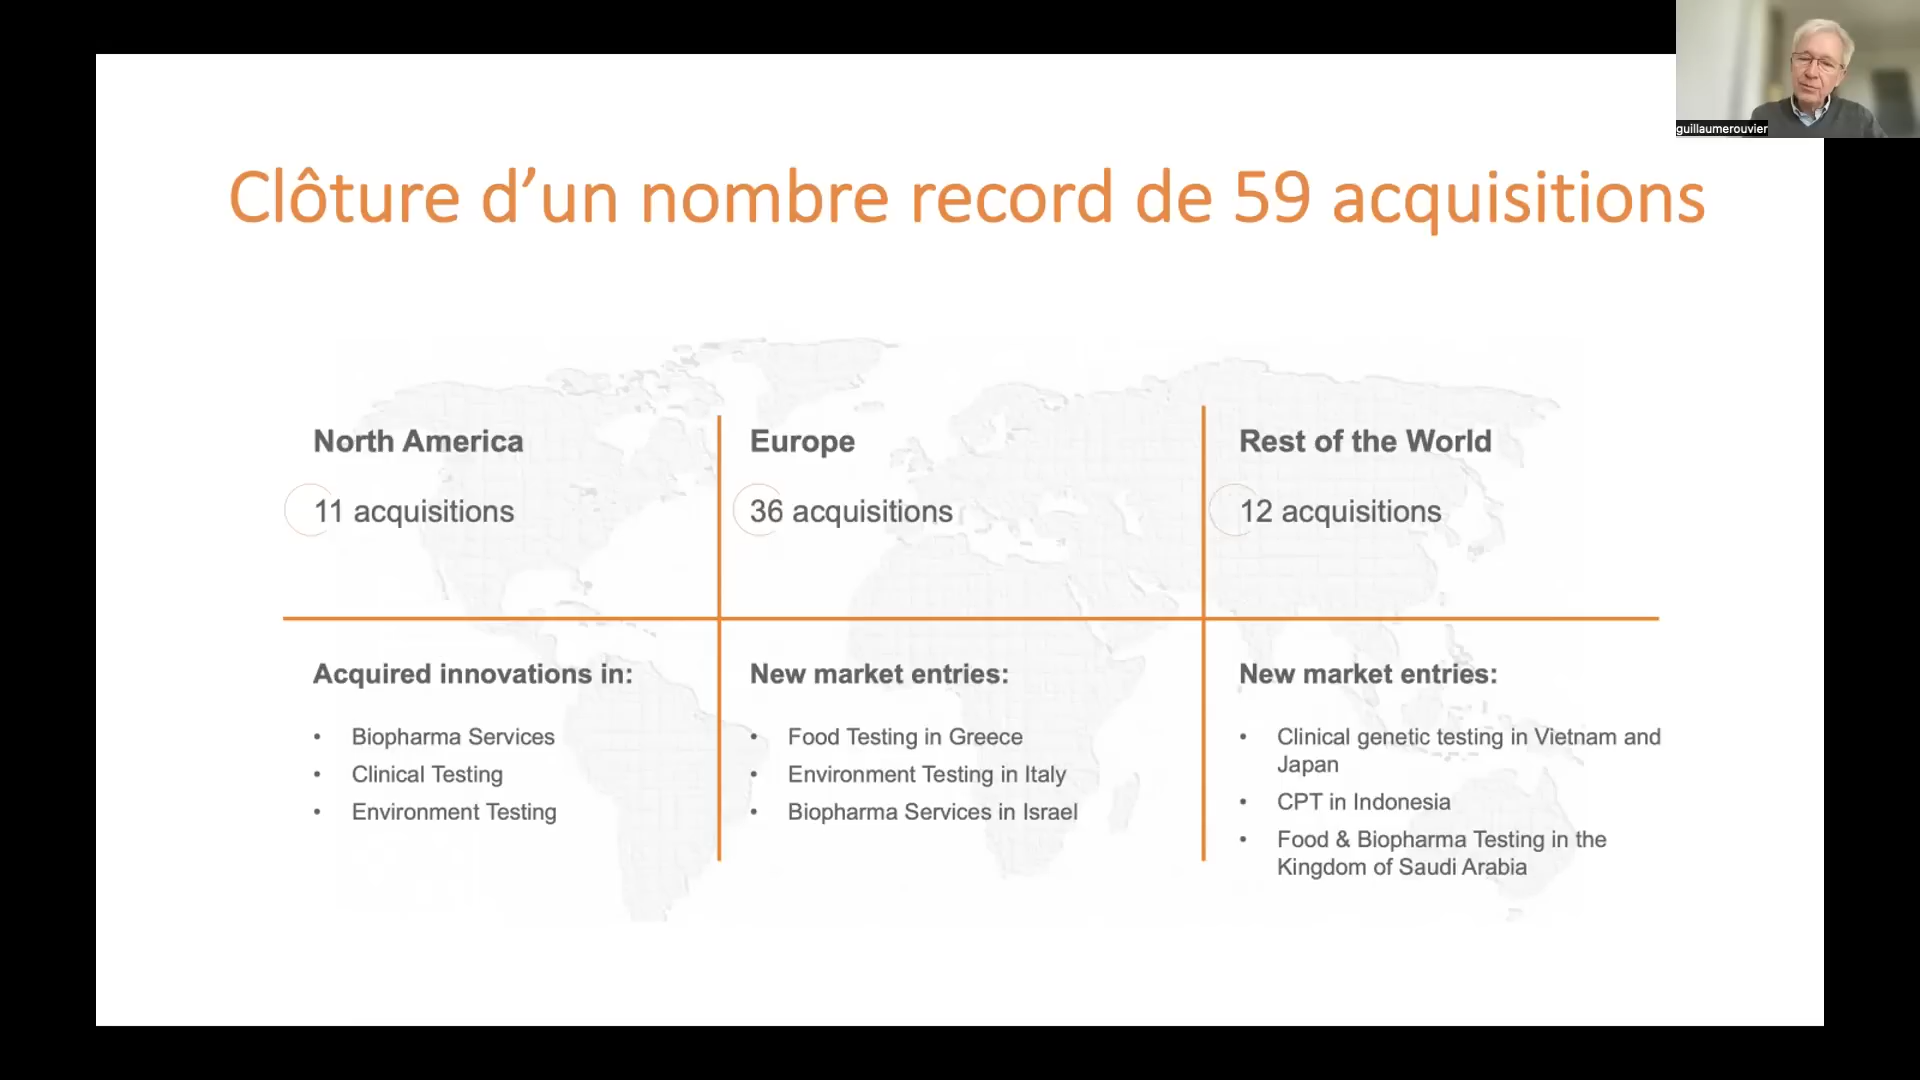 guillaumerouvier
Clôture d’un nombre record de 59 acquisitions
North America
11 acquisitions
Europe
36 acquisitions
Rest of the World
12 acquisitions
Acquired innovations in:
• Biopharma Services
• Clinical Testing
• Environment Testing
New market entries:
• Food Testing in Greece
• Environment Testing in Italy
• Biopharma Services in Israel
New market entries:
• Clinical genetic testing in Vietnam and
Japan
• CPT in Indonesia
• Food & Biopharma Testing in the
Kingdom of Saudi Arabia